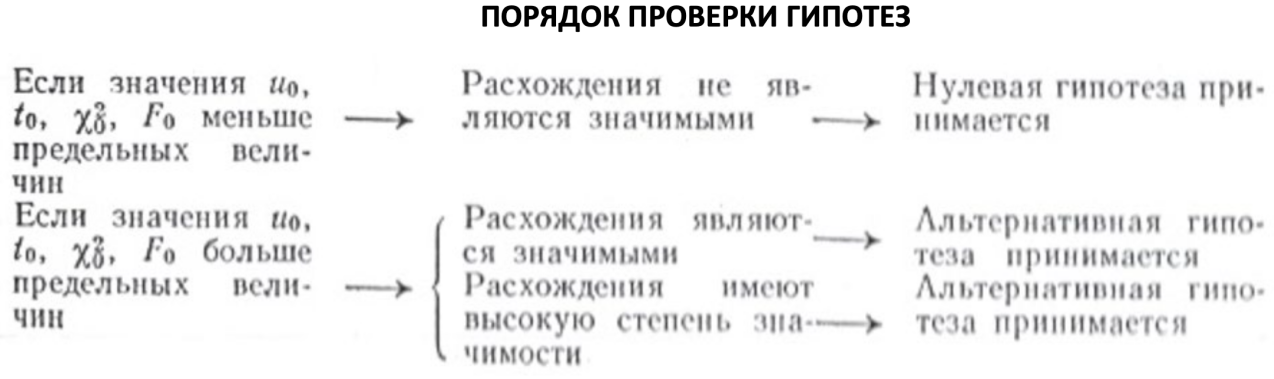 ПОРЯДОК ПРОВЕРКИ ГИПОТЕЗ
Если значения u₀,
t₀, χ²₀, F₀ меньше
предельных вели-
чин
Расхождения не яв-
ляются значимыми
Нулевая гипотеза при-
нимается
Если значения u₀,
t₀, χ²₀, F₀ больше
предельных вели-
чин
Расхождения являют-
ся значимыми
Альтернативная гипо-
теза принимается
Расхождения имеют
высокую степень зна-
чимости
Альтернативная гипо-
теза принимается